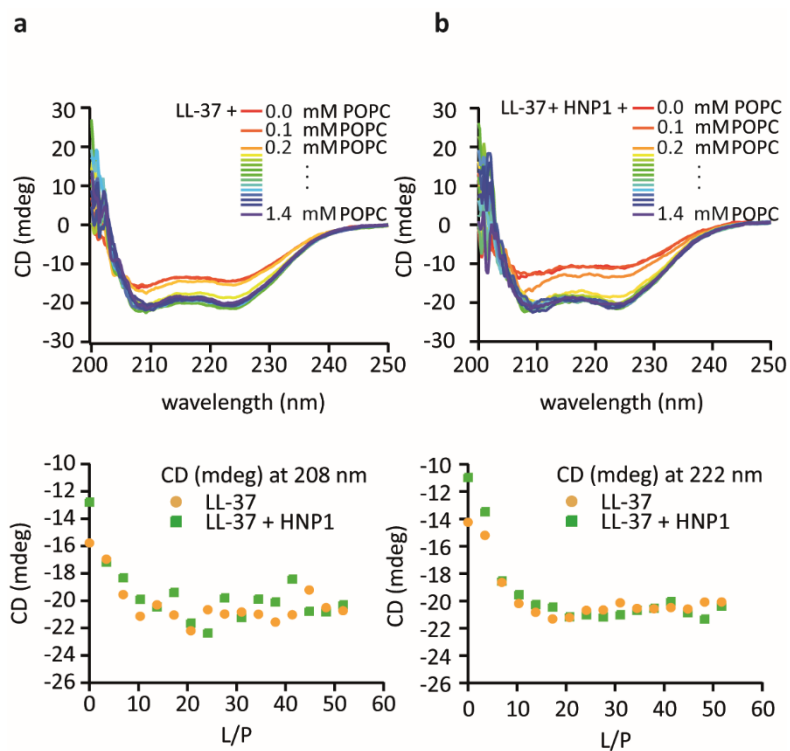 a
b
30
20
10
0
-10
-20
-30
CD (mdeg)
LL-37 +
0.0 mM POPC
0.1 mM POPC
0.2 mM POPC
⋮
1.4 mM POPC
200 210 220 230 240 250
wavelength (nm)
30
20
10
0
-10
-20
-30
CD (mdeg)
LL-37 + HNP1 +
0.0 mM POPC
0.1 mM POPC
0.2 mM POPC
⋮
1.4 mM POPC
200 210 220 230 240 250
wavelength (nm)
-10
-12
-14
-16
-18
-20
-22
-24
-26
CD (mdeg)
CD (mdeg) at 208 nm
LL-37
LL-37 + HNP1
0 10 20 30 40 50 60
L/P
-10
-12
-14
-16
-18
-20
-22
-24
-26
CD (mdeg)
CD (mdeg) at 222 nm
LL-37
LL-37 + HNP1
0 10 20 30 40 50 60
L/P